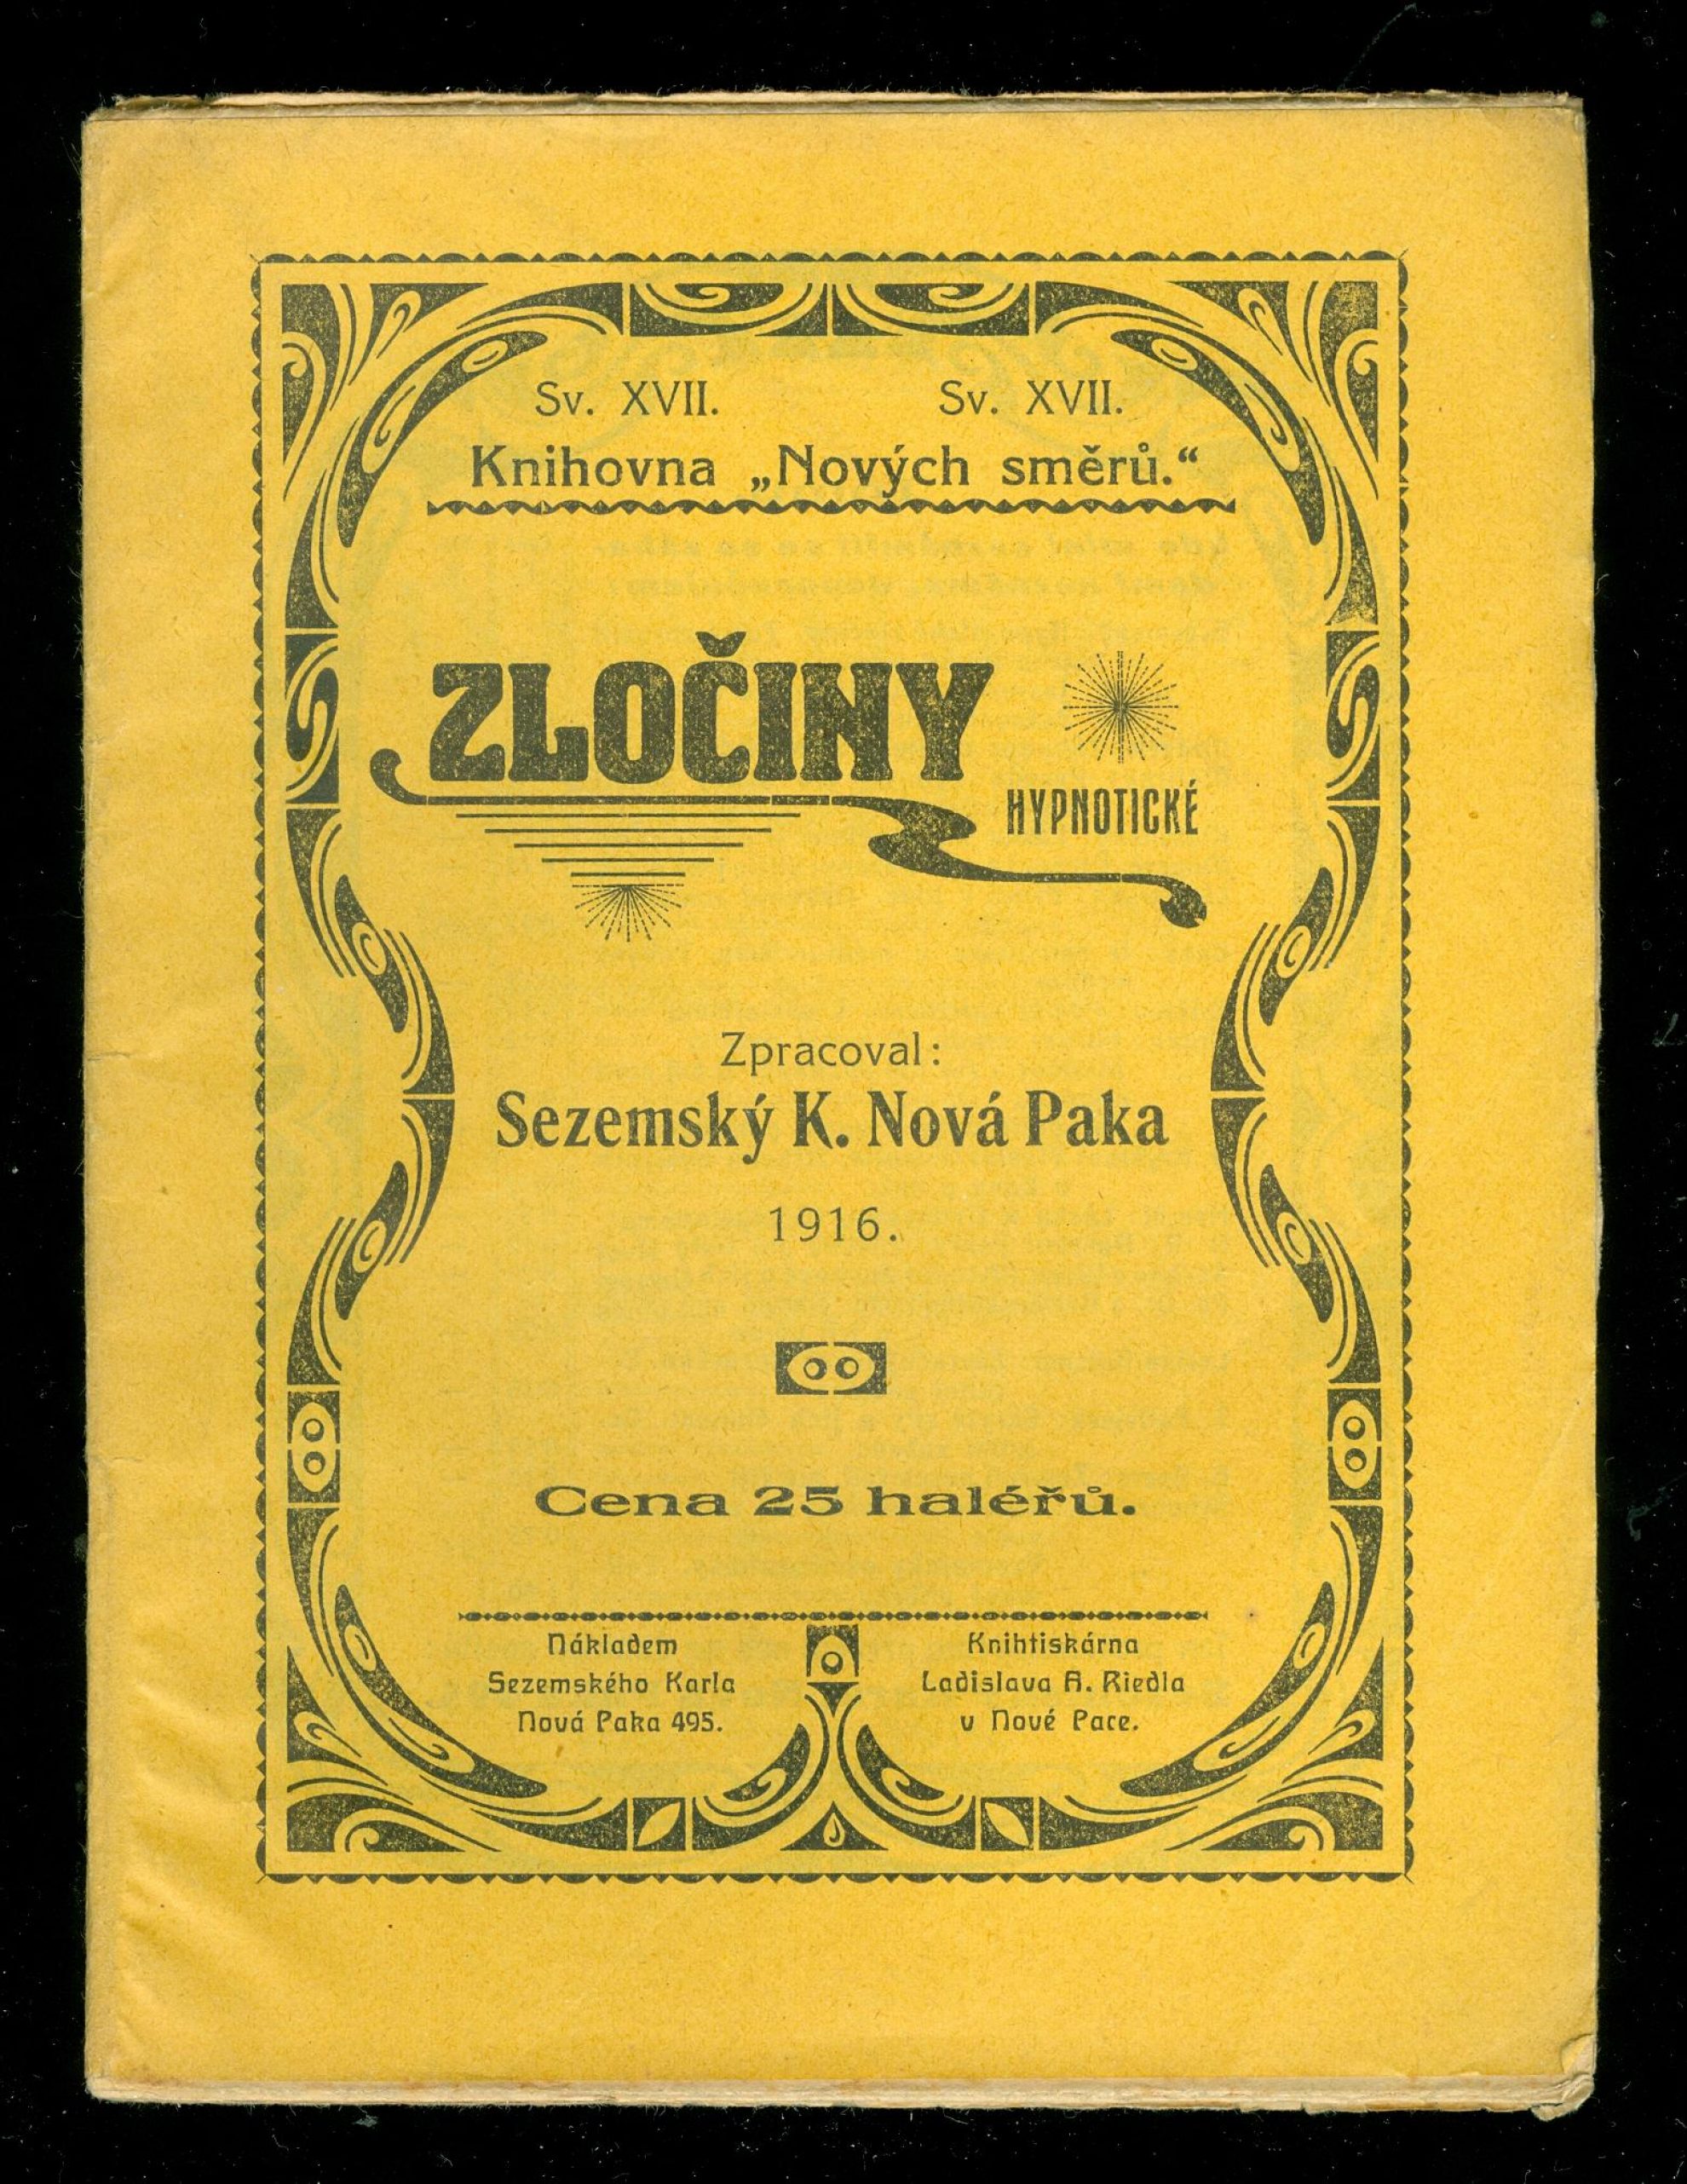 Sv. XVII. Sv. XVII.
Knihovna „Nových směrů.“
ZLOČINY
HYPNOTICKÉ
Zpracoval:
Sezemský K. Nová Paka
1916.
Cena 25 haléřů.
Nákladem
Sezemského Karla
Nová Paka 495.
Knihtiskárna
Ladislava A. Riedla
v Nové Pace.